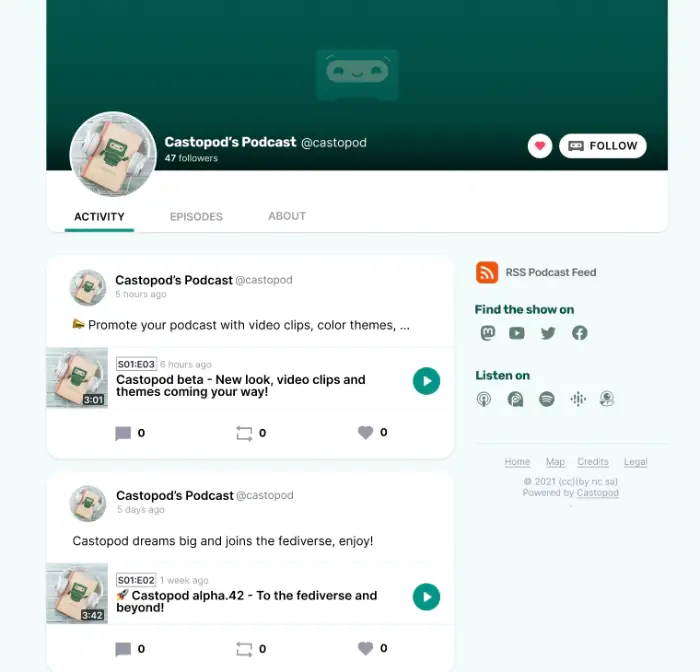 Castopod's Podcast @castopod
47 followers
FOLLOW
ACTIVITY EPISODES ABOUT
Castopod's Podcast @castopod
5 hours ago
📣 Promote your podcast with video clips, color themes, ...
S01:E03 6 hours ago
Castopod beta - New look, video clips and
themes coming your way!
3:01
0 0 0
Castopod's Podcast @castopod
5 days ago
Castopod dreams big and joins the fediverse, enjoy!
S01:E02 1 week ago
🚀 Castopod alpha.42 - To the fediverse and
beyond!
3:42
0 0 0
RSS Podcast Feed
Find the show on
Listen on
Home Map Credits Legal
© 2021 (cc)(by nc sa)
Powered by Castopod
.